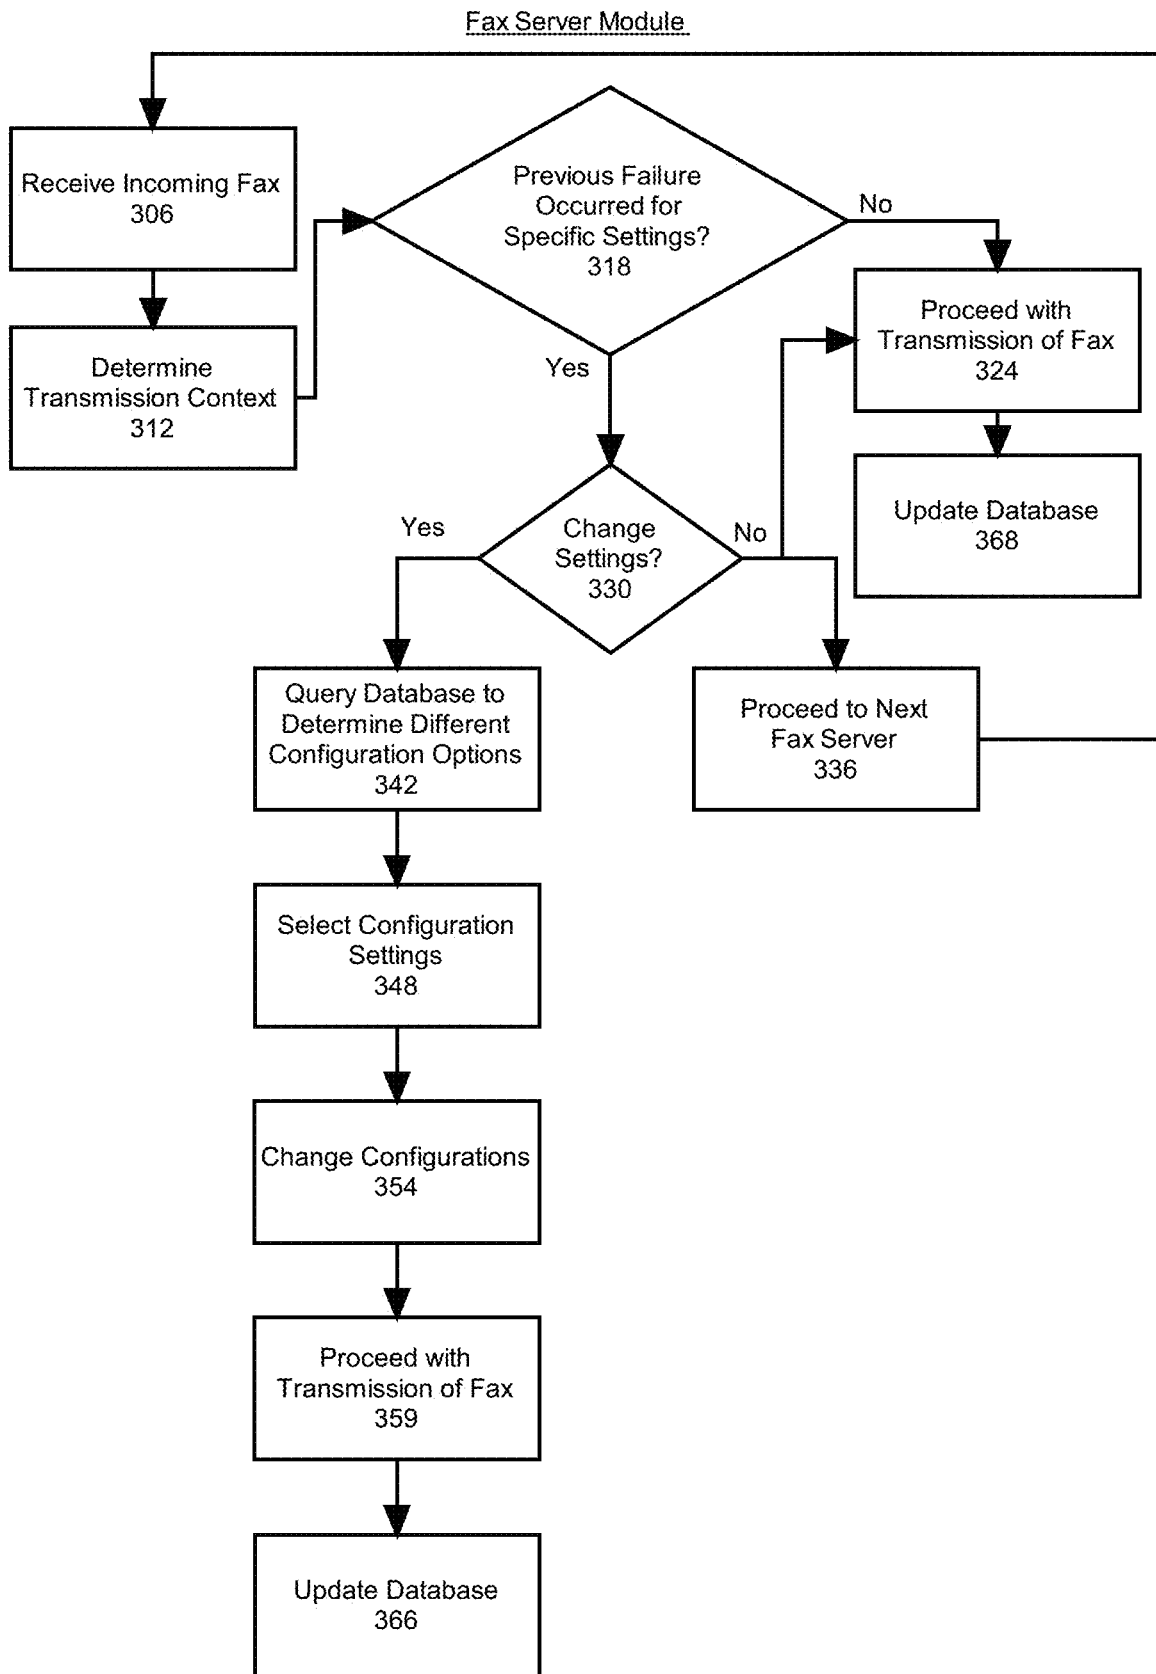 Fax Server Module
Receive Incoming Fax
306
Determine
Transmission Context
312
Previous Failure
Occurred for
Specific Settings?
318
No
Yes
Proceed with
Transmission of Fax
324
Update Database
368
Change
Settings?
330
Yes
No
Query Database to
Determine Different
Configuration Options
342
Proceed to Next
Fax Server
336
Select Configuration
Settings
348
Change Configurations
354
Proceed with
Transmission of Fax
359
Update Database
366